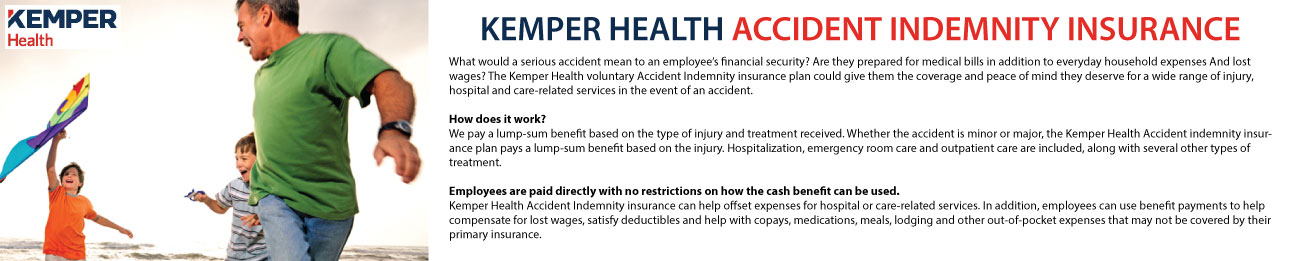 KEMPER
Health
KEMPER HEALTH ACCIDENT INDEMNITY INSURANCE
What would a serious accident mean to an employee's financial security? Are they prepared for medical bills in addition to everyday household expenses And lost
wages? The Kemper Health voluntary Accident Indemnity insurance plan could give them the coverage and peace of mind they deserve for a wide range of injury,
hospital and care-related services in the event of an accident.
How does it work?
We pay a lump-sum benefit based on the type of injury and treatment received. Whether the accident is minor or major, the Kemper Health Accident indemnity insur-
ance plan pays a lump-sum benefit based on the injury. Hospitalization, emergency room care and outpatient care are included, along with several other types of
treatment.
Employees are paid directly with no restrictions on how the cash benefit can be used.
Kemper Health Accident Indemnity insurance can help offset expenses for hospital or care-related services. In addition, employees can use benefit payments to help
compensate for lost wages, satisfy deductibles and help with copays, medications, meals, lodging and other out-of-pocket expenses that may not be covered by their
primary insurance.